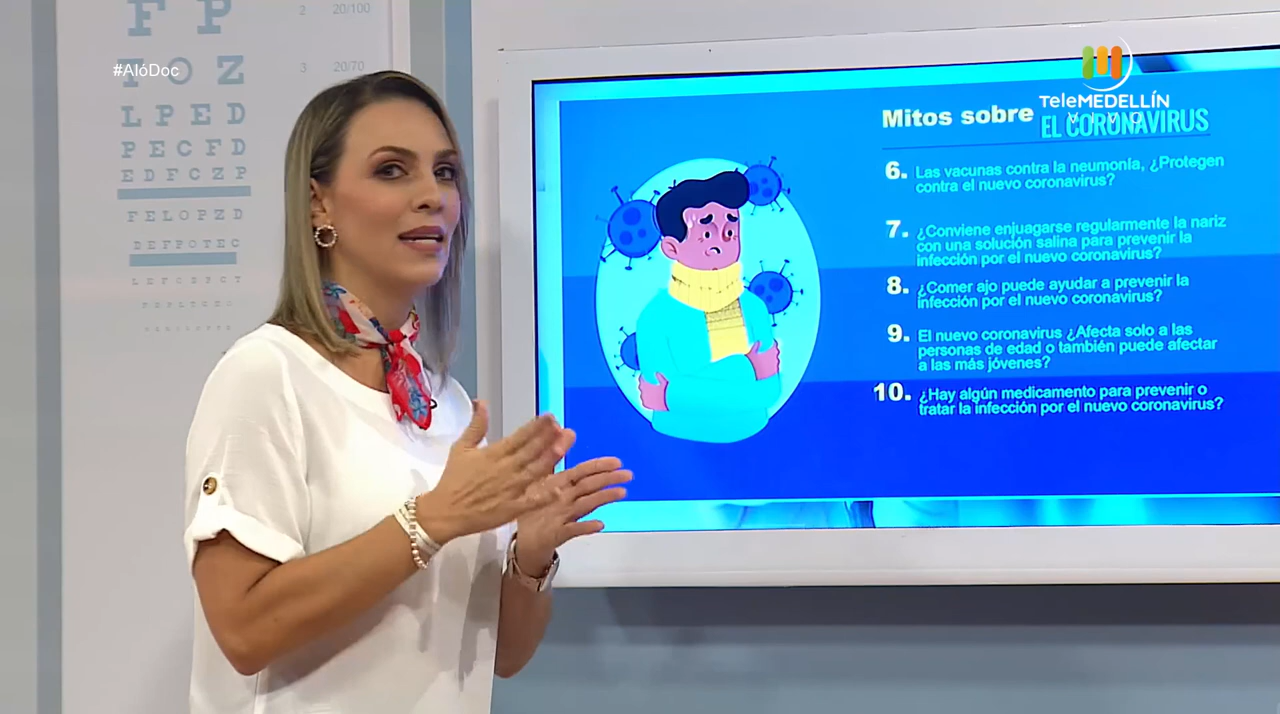 F P
2 20/100
#AlóDoc
T O Z
3 20/70
L P E D
P E C F D
E D F C Z P
F E L O P Z D
D E F P O T E C
TeleMEDELLÍN
VIVO
Mitos sobre
EL CORONAVIRUS
6. Las vacunas contra la neumonía, ¿Protegen
contra el nuevo coronavirus?
7. ¿Conviene enjuagarse regularmente la nariz
con una solución salina para prevenir la
infección por el nuevo coronavirus?
8. ¿Comer ajo puede ayudar a prevenir la
infección por el nuevo coronavirus?
9. El nuevo coronavirus ¿Afecta solo a las
personas de edad o también puede afectar
a las más jóvenes?
10. ¿Hay algún medicamento para prevenir o
tratar la infección por el nuevo coronavirus?